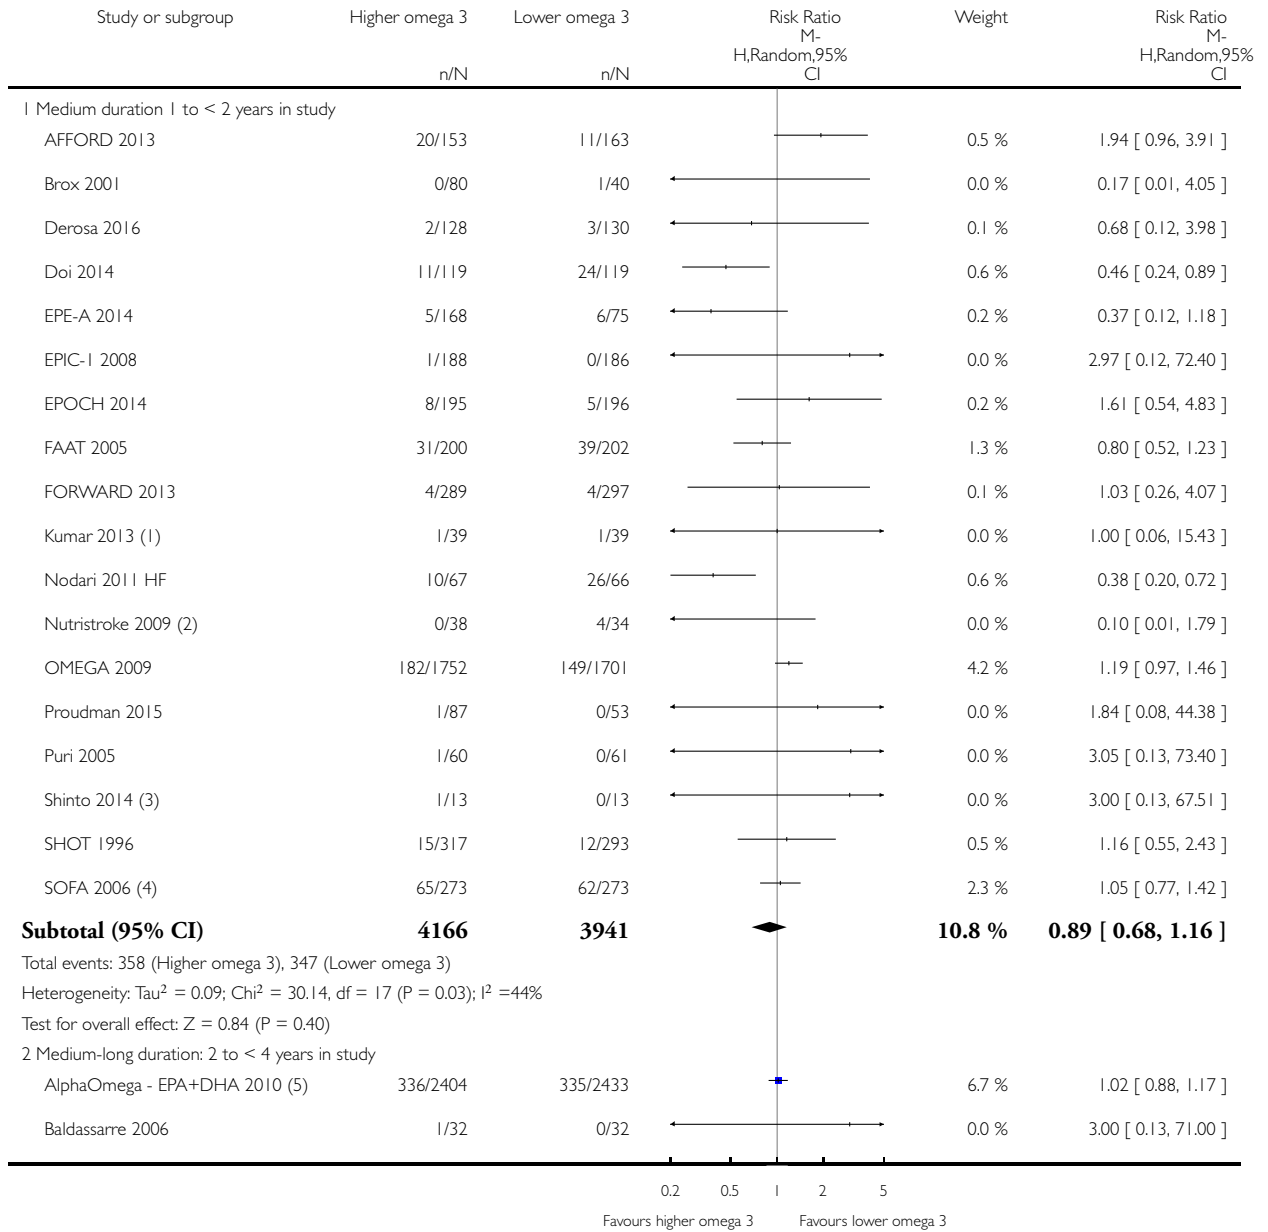 Study or subgroup Higher omega 3 Lower omega 3 Risk Ratio Weight Risk Ratio
M- M-
H,Random,95% H,Random,95%
n/N n/N CI CI
1 Medium duration 1 to < 2 years in study
AFFORD 2013 20/153 11/163 0.5 % 1.94 [ 0.96, 3.91 ]
Brox 2001 0/80 1/40 0.0 % 0.17 [ 0.01, 4.05 ]
Derosa 2016 2/128 3/130 0.1 % 0.68 [ 0.12, 3.98 ]
Doi 2014 11/119 24/119 0.6 % 0.46 [ 0.24, 0.89 ]
EPE-A 2014 5/168 6/75 0.2 % 0.37 [ 0.12, 1.18 ]
EPIC-1 2008 1/188 0/186 0.0 % 2.97 [ 0.12, 72.40 ]
EPOCH 2014 8/195 5/196 0.2 % 1.61 [ 0.54, 4.83 ]
FAAT 2005 31/200 39/202 1.3 % 0.80 [ 0.52, 1.23 ]
FORWARD 2013 4/289 4/297 0.1 % 1.03 [ 0.26, 4.07 ]
Kumar 2013 (1) 1/39 1/39 0.0 % 1.00 [ 0.06, 15.43 ]
Nodari 2011 HF 10/67 26/66 0.6 % 0.38 [ 0.20, 0.72 ]
Nutristroke 2009 (2) 0/38 4/34 0.0 % 0.10 [ 0.01, 1.79 ]
OMEGA 2009 182/1752 149/1701 4.2 % 1.19 [ 0.97, 1.46 ]
Proudman 2015 1/87 0/53 0.0 % 1.84 [ 0.08, 44.38 ]
Puri 2005 1/60 0/61 0.0 % 3.05 [ 0.13, 73.40 ]
Shinto 2014 (3) 1/13 0/13 0.0 % 3.00 [ 0.13, 67.51 ]
SHOT 1996 15/317 12/293 0.5 % 1.16 [ 0.55, 2.43 ]
SOFA 2006 (4) 65/273 62/273 2.3 % 1.05 [ 0.77, 1.42 ]
Subtotal (95% CI) 4166 3941 10.8 % 0.89 [ 0.68, 1.16 ]
Total events: 358 (Higher omega 3), 347 (Lower omega 3)
Heterogeneity: Tau² = 0.09; Chi² = 30.14, df = 17 (P = 0.03); I² =44%
Test for overall effect: Z = 0.84 (P = 0.40)
2 Medium-long duration: 2 to < 4 years in study
AlphaOmega - EPA+DHA 2010 (5) 336/2404 335/2433 6.7 % 1.02 [ 0.88, 1.17 ]
Baldassarre 2006 1/32 0/32 0.0 % 3.00 [ 0.13, 71.00 ]
0.2 0.5 1 2 5
Favours higher omega 3 Favours lower omega 3